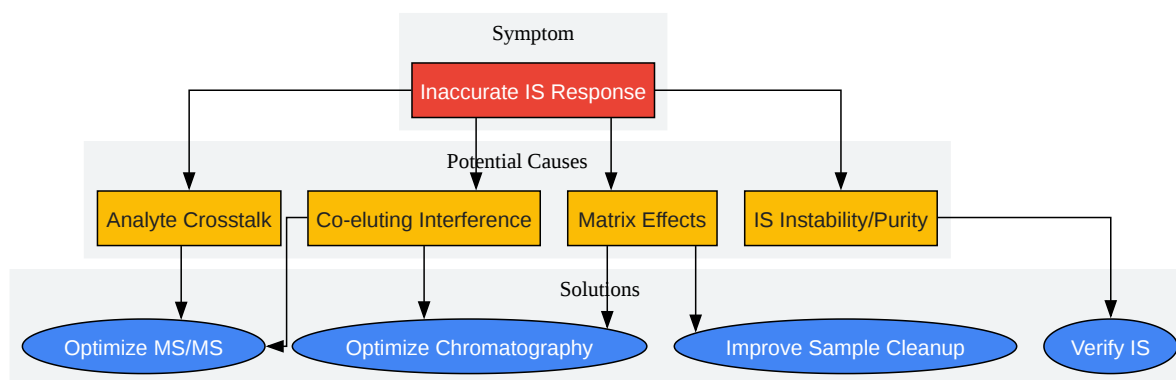 Symptom
Inaccurate IS Response
Potential Causes
Analyte Crosstalk
Co-eluting Interference
Matrix Effects
IS Instability/Purity
Solutions
Optimize MS/MS
Optimize Chromatography
Improve Sample Cleanup
Verify IS